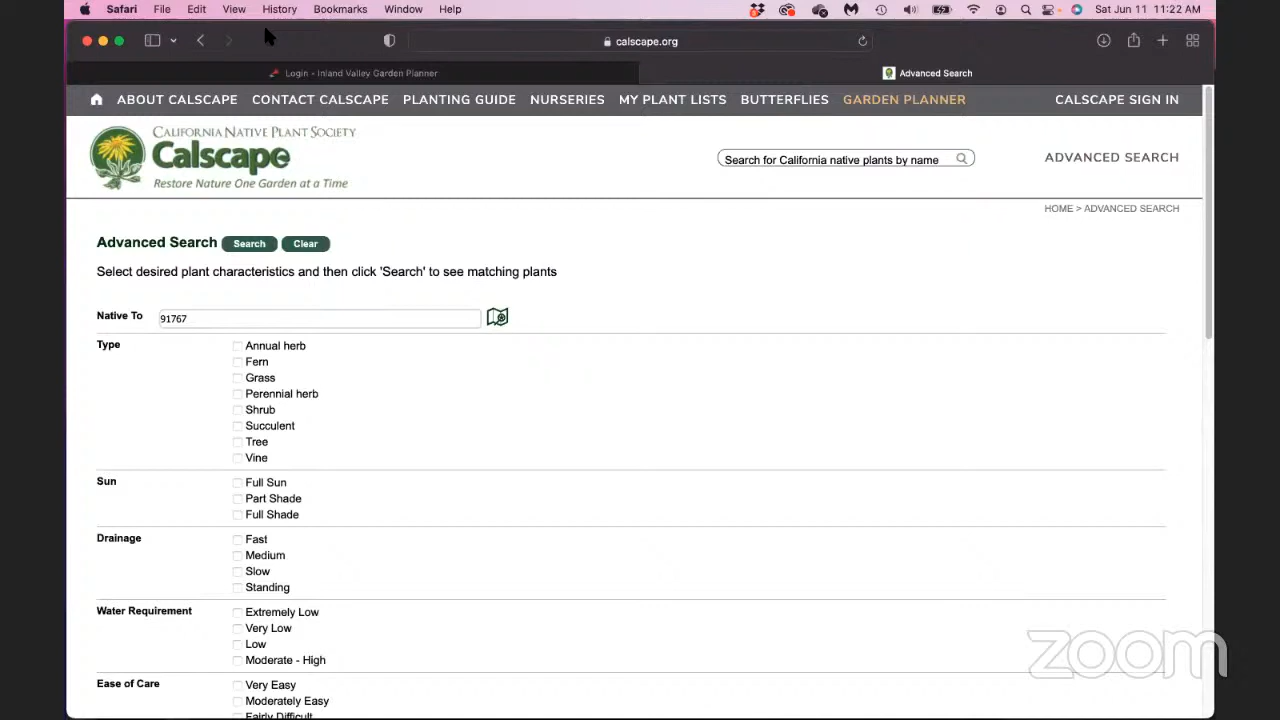 Safari File Edit View History Bookmarks Window Help Sat Jun 11 11:22 AM
calscape.org
Login - Inland Valley Garden Planner Advanced Search
ABOUT CALSCAPE CONTACT CALSCAPE PLANTING GUIDE NURSERIES MY PLANT LISTS BUTTERFLIES GARDEN PLANNER CALSCAPE SIGN IN
CALIFORNIA NATIVE PLANT SOCIETY
Calscape
Restore Nature One Garden at a Time
Search for California native plants by name
ADVANCED SEARCH
HOME > ADVANCED SEARCH
Advanced Search Search Clear
Select desired plant characteristics and then click 'Search' to see matching plants
Native To 91767
Type
Annual herb
Fern
Grass
Perennial herb
Shrub
Succulent
Tree
Vine
Sun
Full Sun
Part Shade
Full Shade
Drainage
Fast
Medium
Slow
Standing
Water Requirement
Extremely Low
Very Low
Low
Moderate - High
Ease of Care
Very Easy
Moderately Easy
Fairly Difficult
zoom